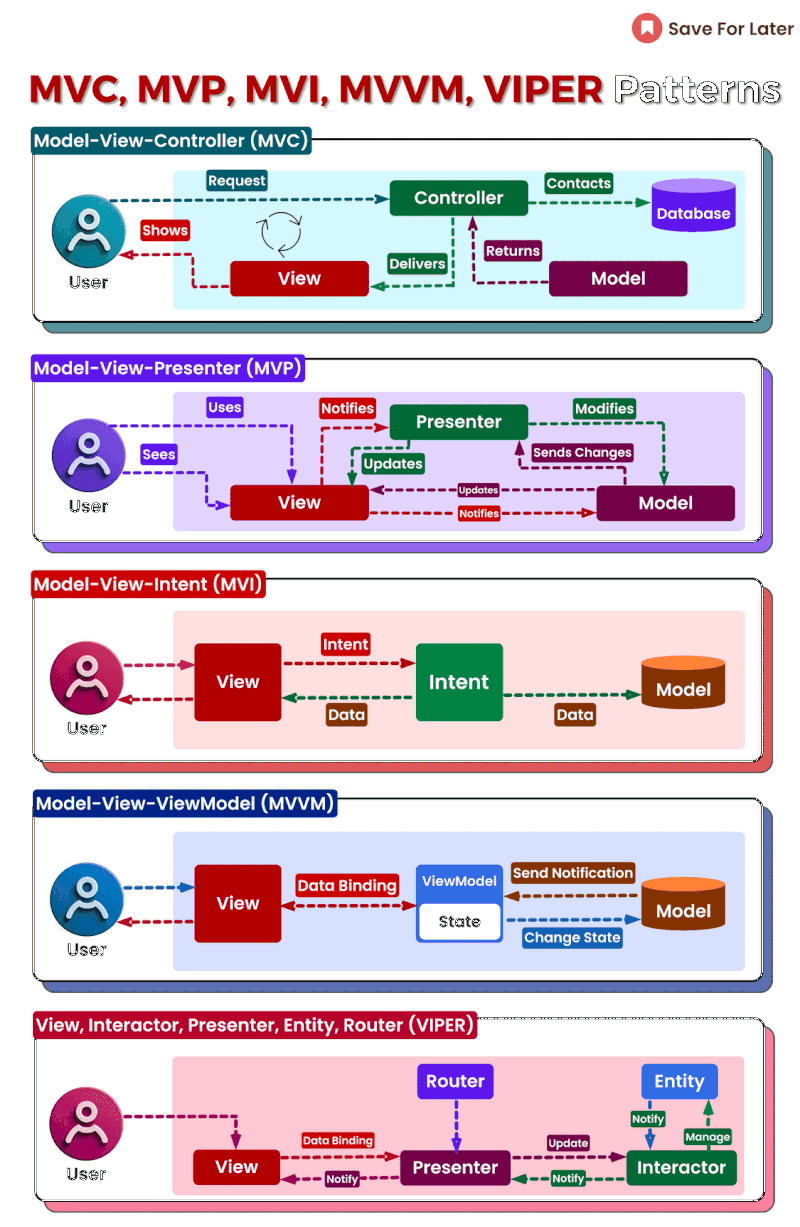 Save For Later
MVC, MVP, MVI, MVVM, VIPER Patterns
Model-View-Controller (MVC)
Request
Controller
Contacts
Database
Shows
User
View
Delivers
Returns
Model
Model-View-Presenter (MVP)
Uses
Notifies
Presenter
Modifies
Sees
Updates
Sends Changes
User
View
Updates
Notifies
Model
Model-View-Intent (MVI)
Intent
View
Intent
Model
Data
Data
User
Model-View-ViewModel (MVVM)
Data Binding
ViewModel
Send Notification
View
State
Model
Change State
User
View, Interactor, Presenter, Entity, Router (VIPER)
Router
Entity
Notify
Manage
Data Binding
Update
View
Presenter
Interactor
Notify
Notify
User